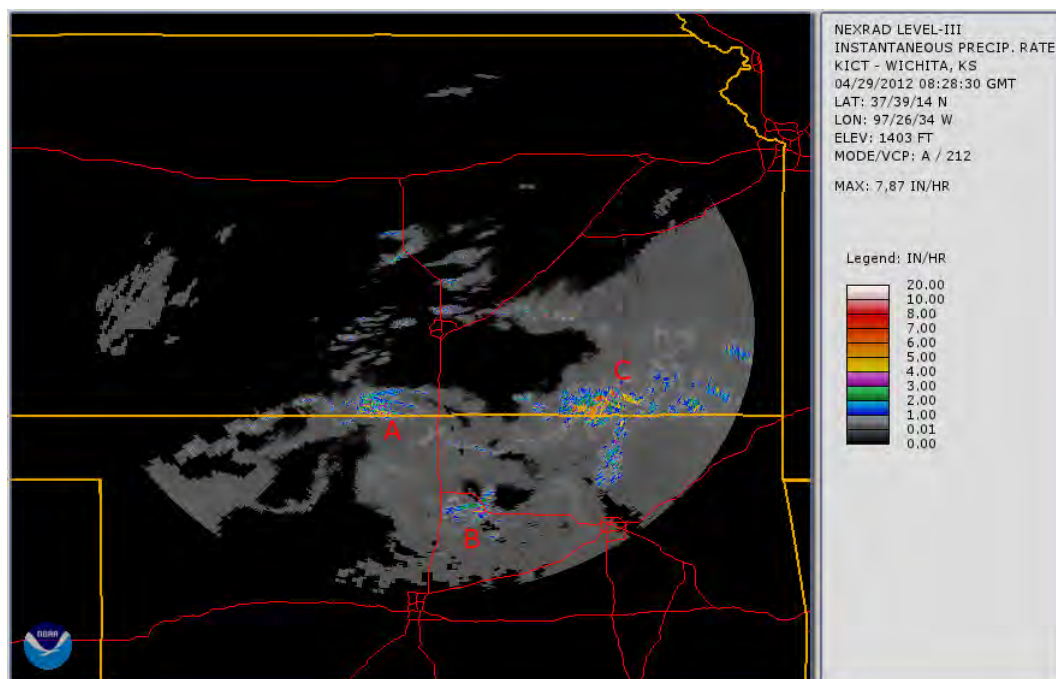 NEXRAD LEVEL-III
INSTANTANEOUS PRECIP. RATE
KICT - WICHITA, KS
04/29/2012 08:28:30 GMT
LAT: 37/39/14 N
LON: 97/26/34 W
ELEV: 1403 FT
MODE/VCP: A / 212
MAX: 7,87 IN/HR
Legend: IN/HR
20.00
10.00
8.00
7.00
6.00
5.00
4.00
3.00
2.00
1.00
0.01
0.00
C
A
B
NOAA